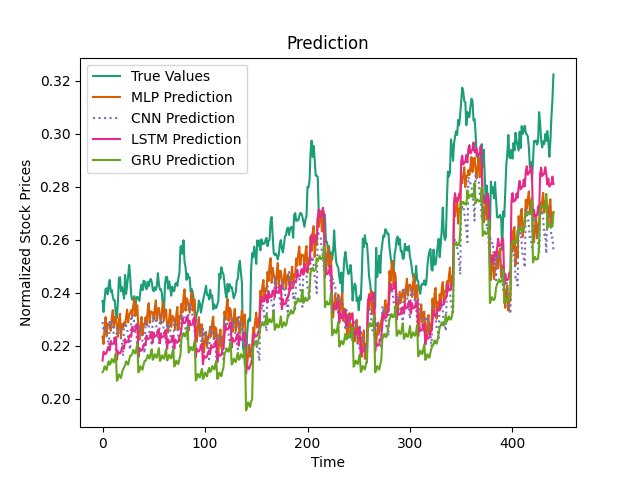 Prediction
True Values
MLP Prediction
CNN Prediction
LSTM Prediction
GRU Prediction
Normalized Stock Prices
0.32
0.30
0.28
0.26
0.24
0.22
0.20
0 100 200 300 400
Time